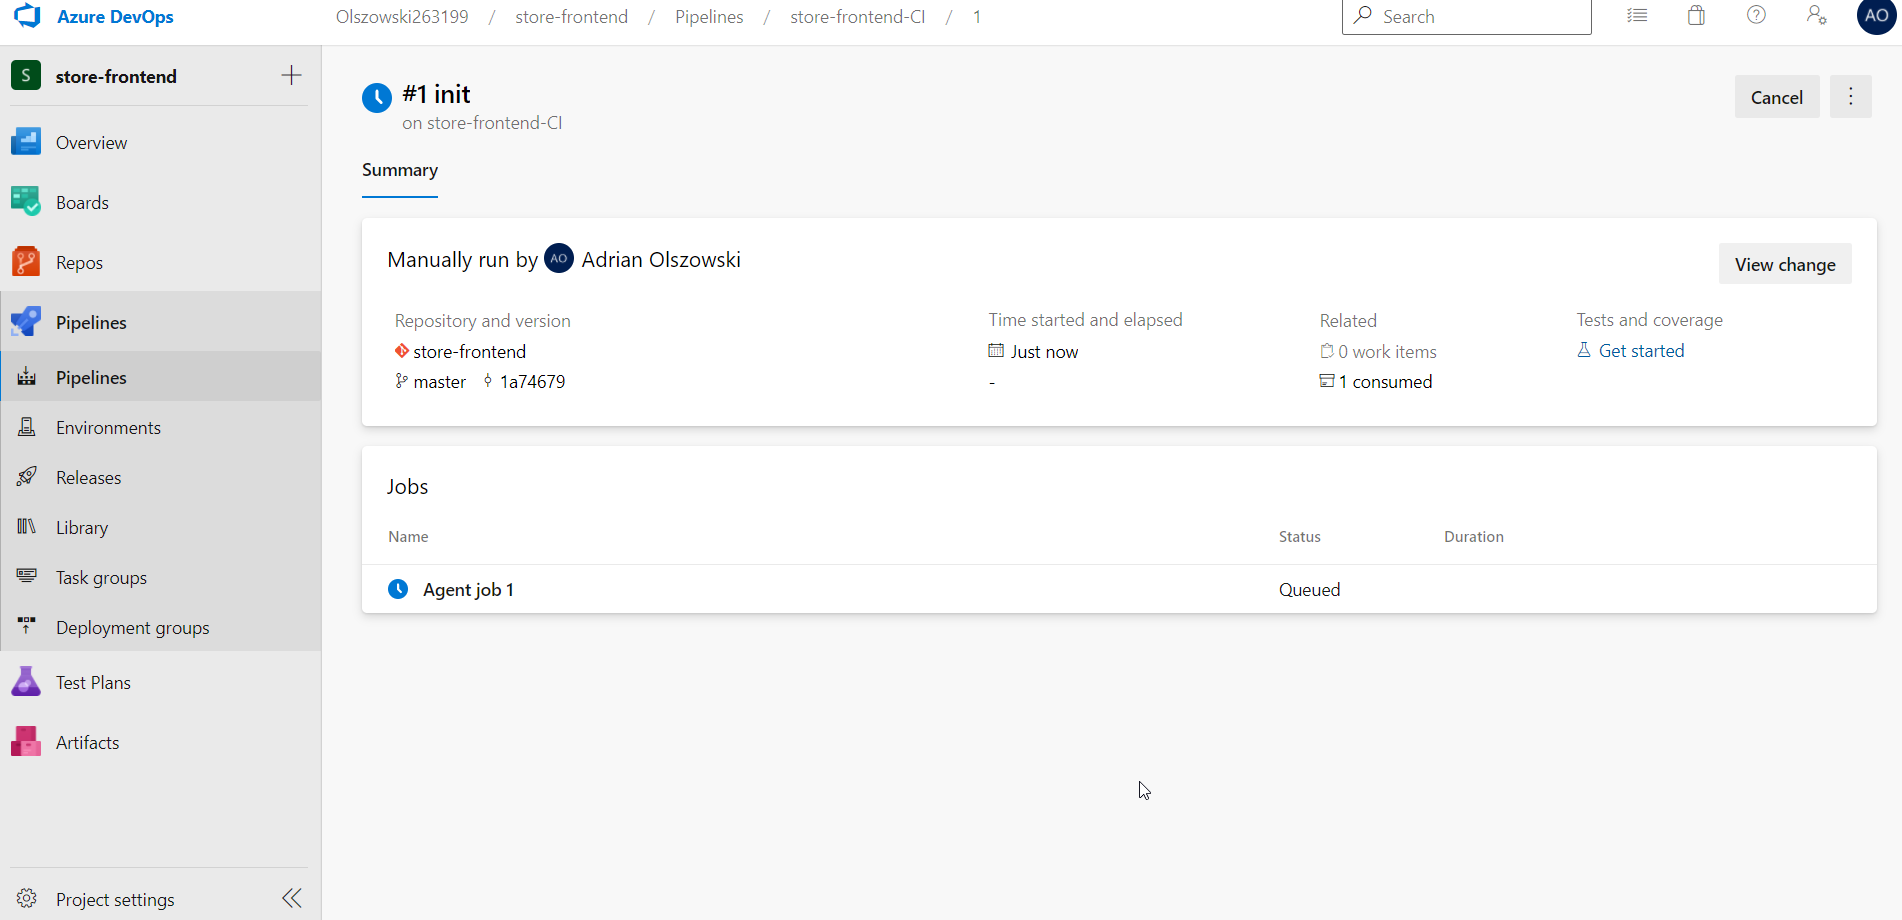 Azure DevOps
Olszowski263199 / store-frontend / Pipelines / store-frontend-CI / 1
Search
AO
S store-frontend
Overview
Boards
Repos
Pipelines
Pipelines
Environments
Releases
Library
Task groups
Deployment groups
Test Plans
Artifacts
Project settings
#1 init
on store-frontend-CI
Cancel
Summary
Manually run by AO Adrian Olszowski
View change
Repository and version
store-frontend
master 1a74679
Time started and elapsed
Just now
-
Related
0 work items
1 consumed
Tests and coverage
Get started
Jobs
Name Status Duration
Agent job 1 Queued